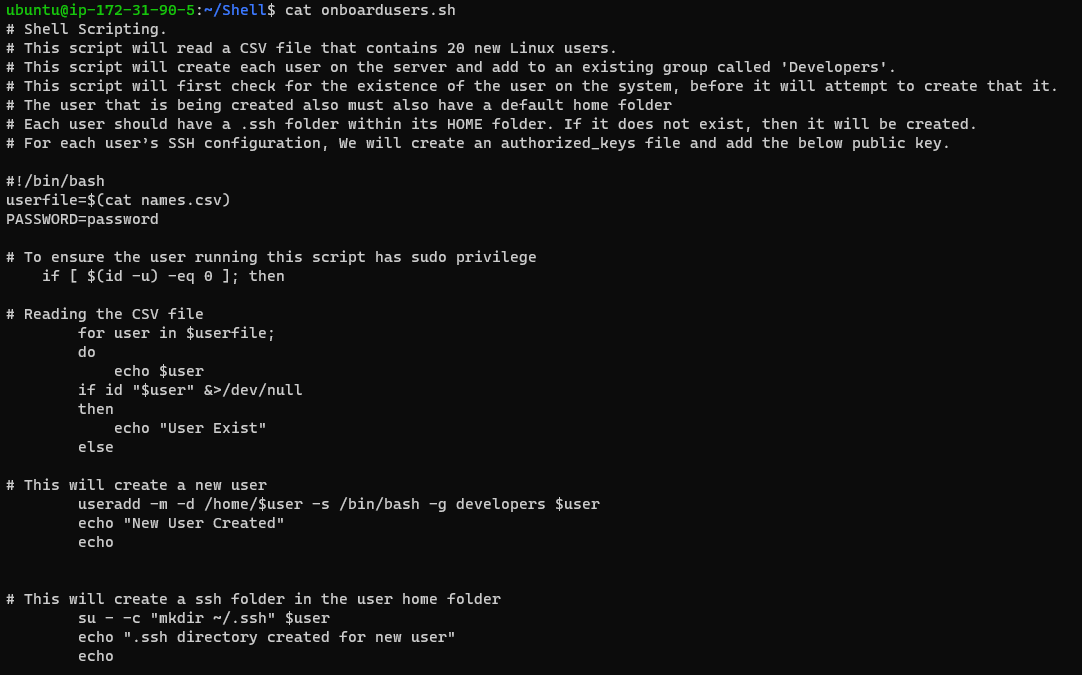 ubuntu@ip-172-31-90-5:~/Shell$ cat onboardusers.sh
# Shell Scripting.
# This script will read a CSV file that contains 20 new Linux users.
# This script will create each user on the server and add to an existing group called 'Developers'.
# This script will first check for the existence of the user on the system, before it will attempt to create that it.
# The user that is being created also must also have a default home folder
# Each user should have a .ssh folder within its HOME folder. If it does not exist, then it will be created.
# For each user’s SSH configuration, We will create an authorized_keys file and add the below public key.
#!/bin/bash
userfile=$(cat names.csv)
PASSWORD=password
# To ensure the user running this script has sudo privilege
if [ $(id -u) -eq 0 ]; then
# Reading the CSV file
for user in $userfile;
do
echo $user
if id "$user" &>/dev/null
then
echo "User Exist"
else
# This will create a new user
useradd -m -d /home/$user -s /bin/bash -g developers $user
echo "New User Created"
echo
# This will create a ssh folder in the user home folder
su - -c "mkdir ~/.ssh" $user
echo ".ssh directory created for new user"
echo